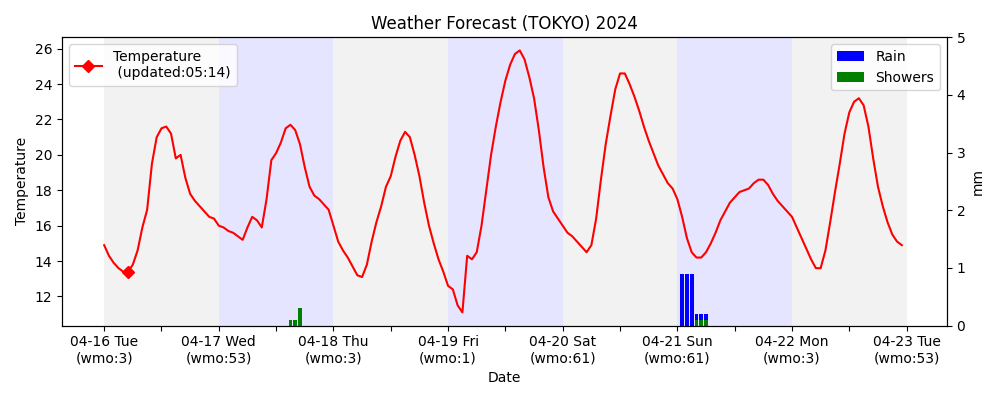 Weather Forecast (TOKYO) 2024
Temperature
(updated:05:14)
Rain
Showers
Temperature
26
24
22
20
18
16
14
12
5
4
3
2
1
0
mm
04-16 Tue 04-17 Wed 04-18 Thu 04-19 Fri 04-20 Sat 04-21 Sun 04-22 Mon 04-23 Tue
(wmo:3) (wmo:53) (wmo:3) (wmo:1) (wmo:61) (wmo:61) (wmo:3) (wmo:53)
Date